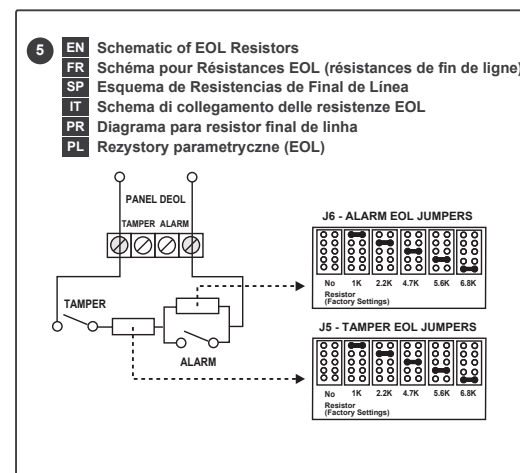 5
EN Schematic of EOL Resistors
FR Schéma pour Résistances EOL (résistances de fin de ligne)
SP Esquema de Resistencias de Final de Línea
IT Schema di collegamento delle resistenze EOL
PR Diagrama para resistor final de linha
PL Rezystory parametryczne (EOL)
PANEL DEOL
TAMPER ALARM
TAMPER
ALARM
J6 - ALARM EOL JUMPERS
No 1K 2.2K 4.7K 5.6K 6.8K
Resistor
(Factory Settings)
J5 - TAMPER EOL JUMPERS
No 1K 2.2K 4.7K 5.6K 6.8K
Resistor
(Factory Settings)